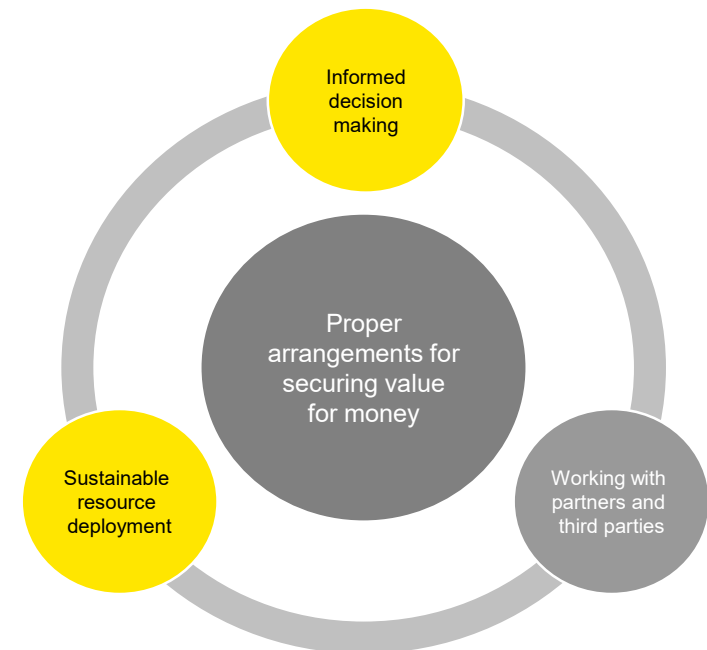 Informed
decision
making
Proper
arrangements for
securing value
for money
Sustainable
resource
deployment
Working with
partners and
third parties